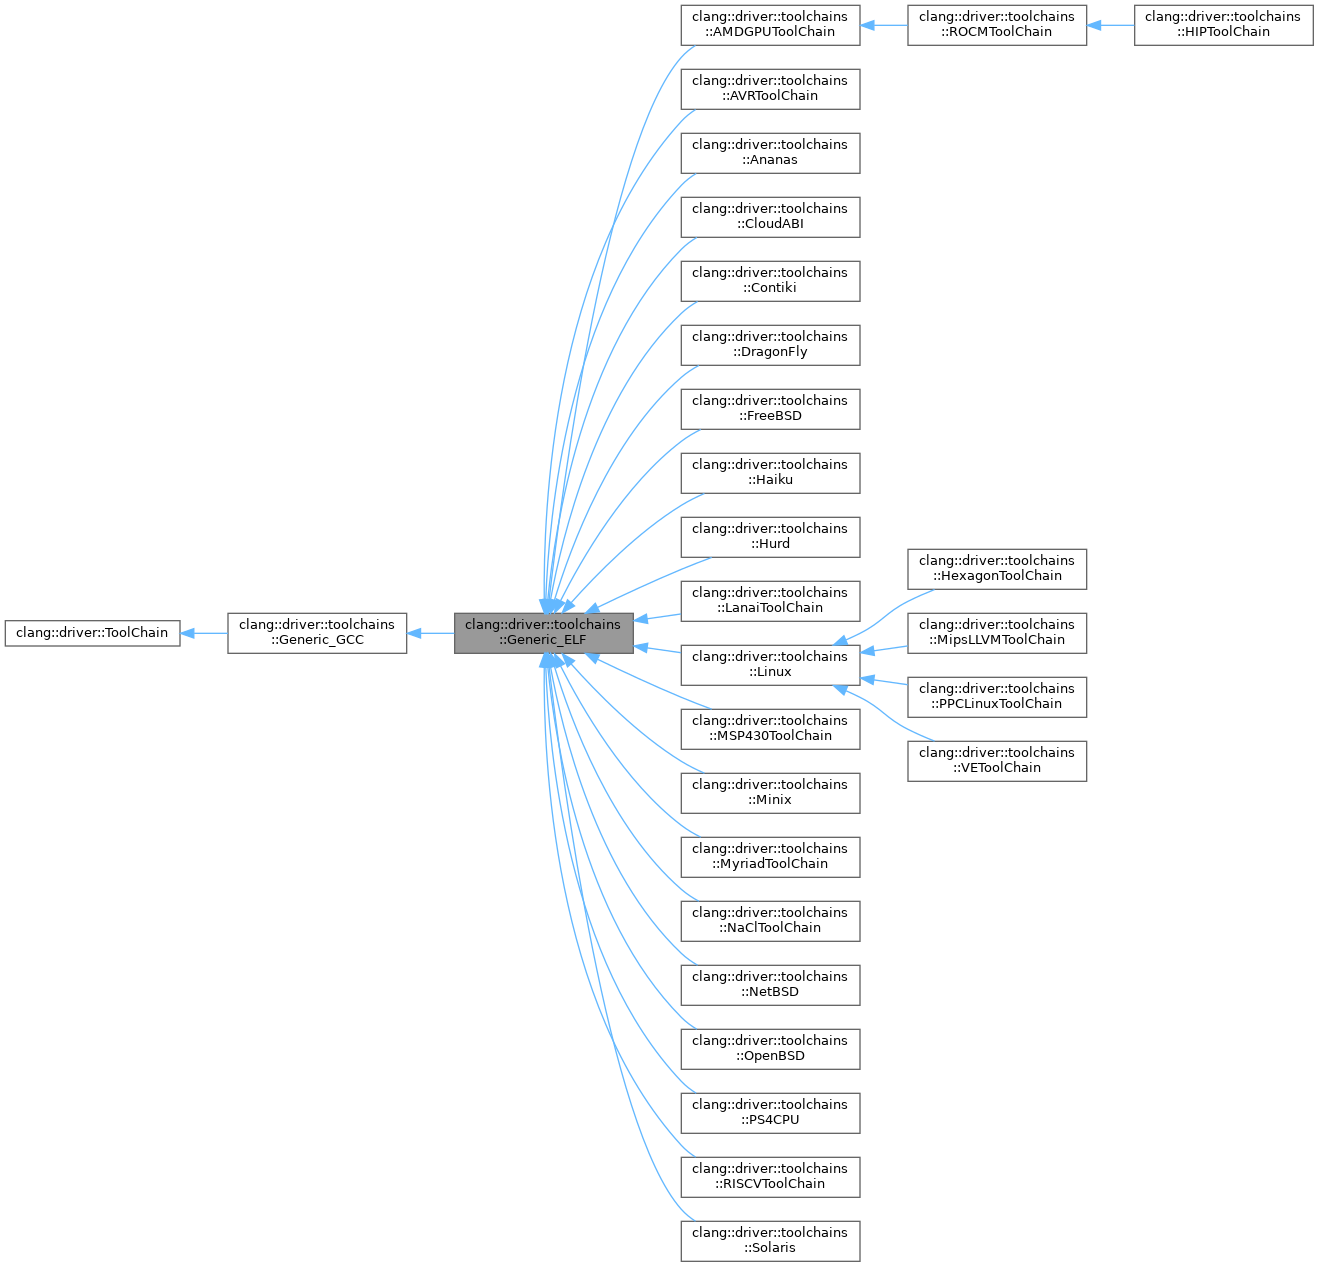 clang::driver::toolchains
::AMDGPUToolChain
clang::driver::toolchains
::ROCMToolChain
clang::driver::toolchains
::HIPToolChain
clang::driver::toolchains
::AVRToolChain
clang::driver::toolchains
::Ananas
clang::driver::toolchains
::CloudABI
clang::driver::toolchains
::Contiki
clang::driver::toolchains
::DragonFly
clang::driver::toolchains
::FreeBSD
clang::driver::toolchains
::Haiku
clang::driver::toolchains
::Hurd
clang::driver::toolchains
::HexagonToolChain
clang::driver::toolchains
::LanaiToolChain
clang::driver::ToolChain
clang::driver::toolchains
::Generic_GCC
clang::driver::toolchains
::Generic_ELF
clang::driver::toolchains
::MipsLLVMToolChain
clang::driver::toolchains
::Linux
clang::driver::toolchains
::PPCLinuxToolChain
clang::driver::toolchains
::MSP430ToolChain
clang::driver::toolchains
::VEToolChain
clang::driver::toolchains
::Minix
clang::driver::toolchains
::MyriadToolChain
clang::driver::toolchains
::NaClToolChain
clang::driver::toolchains
::NetBSD
clang::driver::toolchains
::OpenBSD
clang::driver::toolchains
::PS4CPU
clang::driver::toolchains
::RISCVToolChain
clang::driver::toolchains
::Solaris